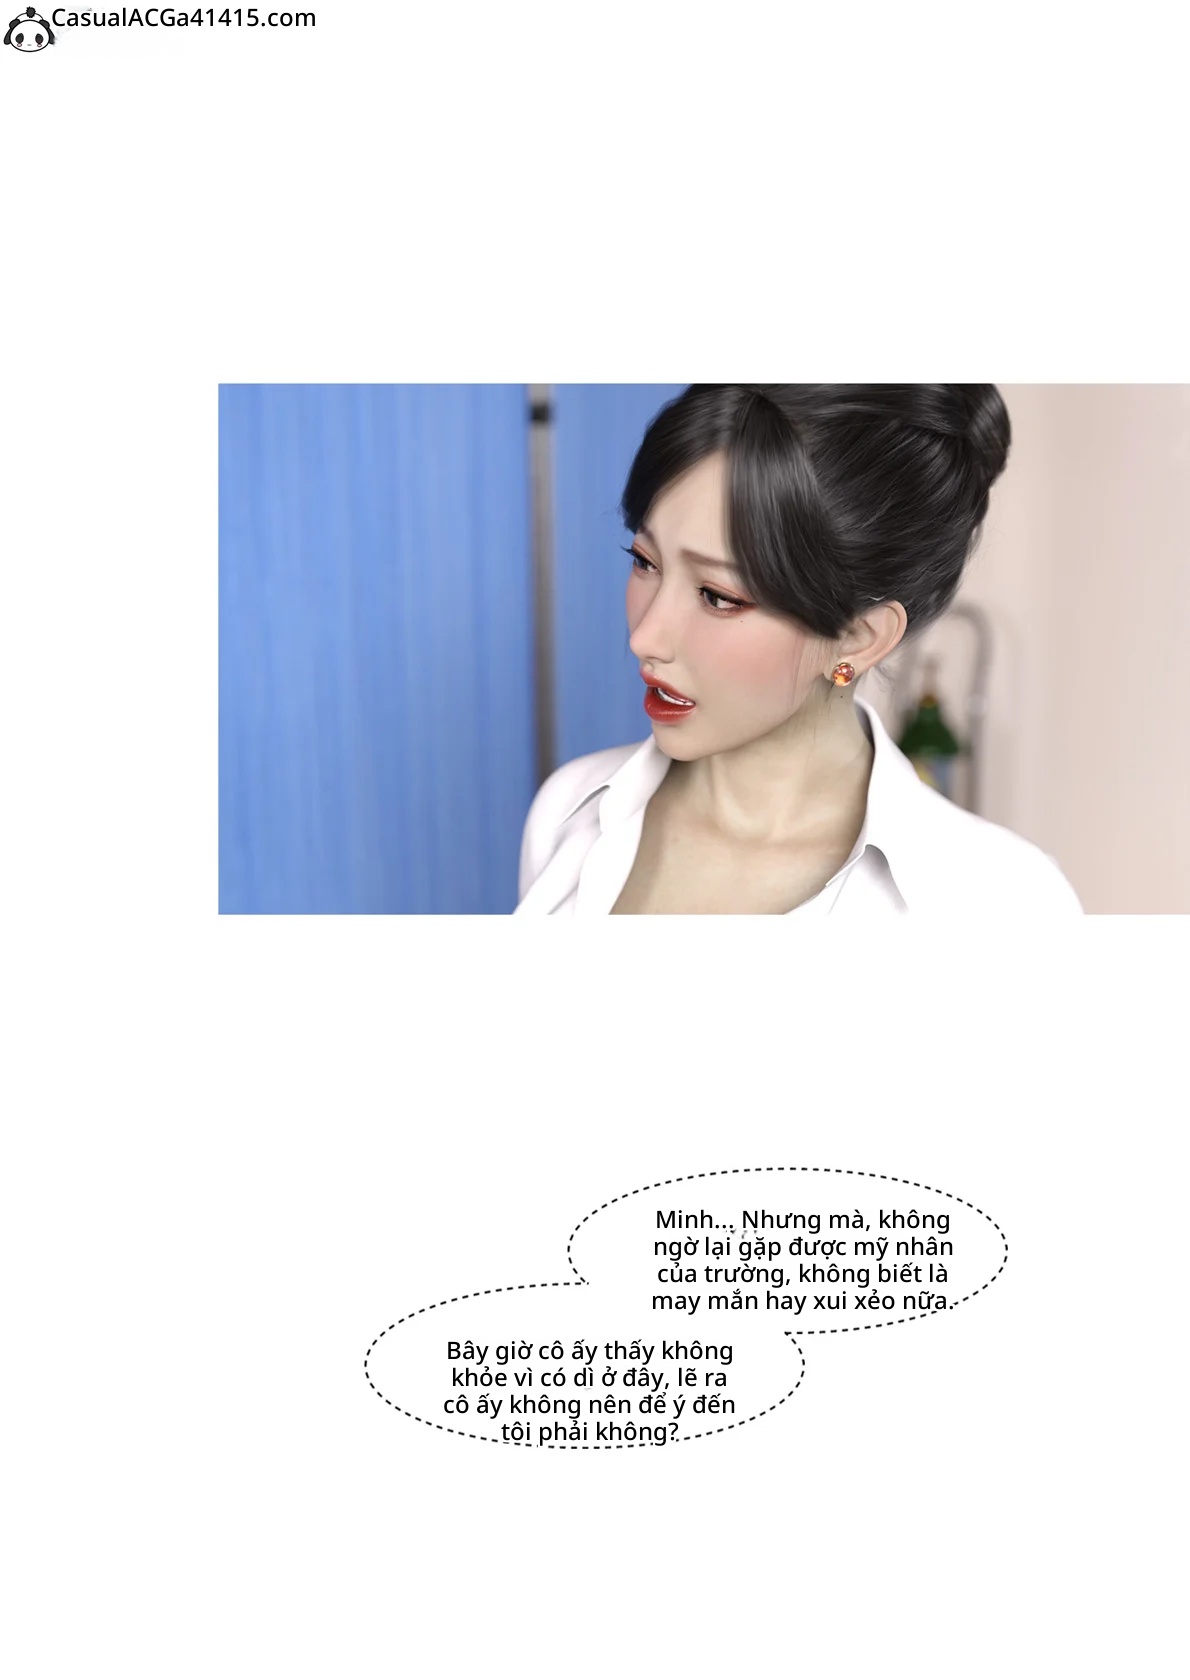 CasualACGa41415.com
Minh... Nhưng mà, không
ngờ lại gặp được mỹ nhân
của trường, không biết là
may mắn hay xui xẻo nữa.
Bây giờ cô ấy thấy không
khỏe vì có dì ở đây, lẽ ra
cô ấy không nên để ý đến
tôi phải không?